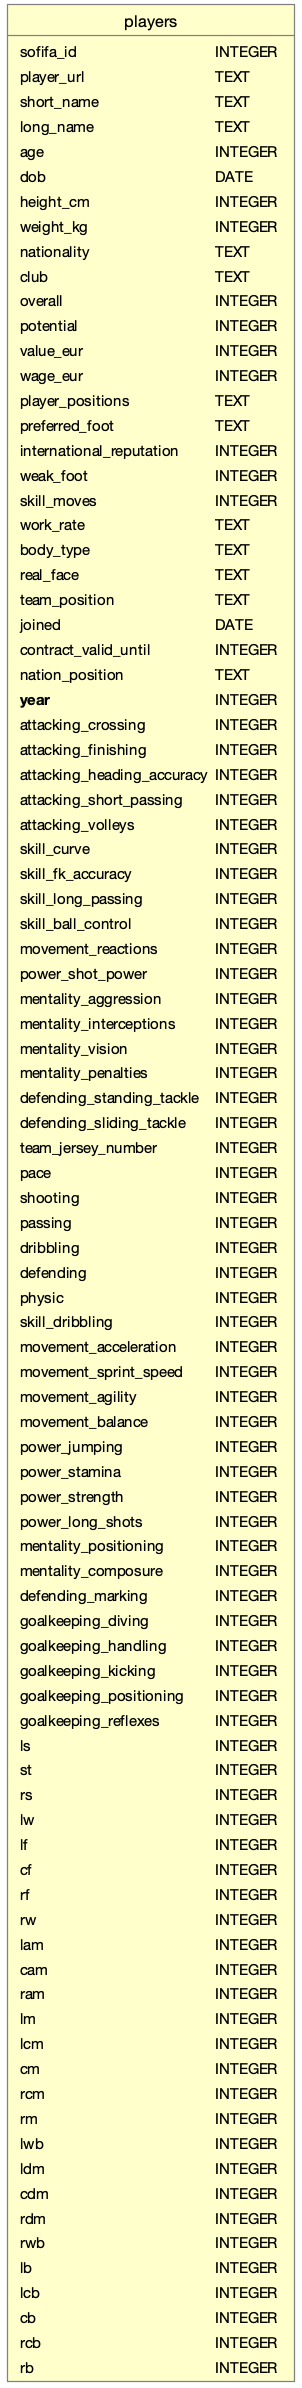 players
sofifa_id INTEGER
player_url TEXT
short_name TEXT
long_name TEXT
age INTEGER
dob DATE
height_cm INTEGER
weight_kg INTEGER
nationality TEXT
club TEXT
overall INTEGER
potential INTEGER
value_eur INTEGER
wage_eur INTEGER
player_positions TEXT
preferred_foot TEXT
international_reputation INTEGER
weak_foot INTEGER
skill_moves INTEGER
work_rate TEXT
body_type TEXT
real_face TEXT
team_position TEXT
joined DATE
contract_valid_until INTEGER
nation_position TEXT
year INTEGER
attacking_crossing INTEGER
attacking_finishing INTEGER
attacking_heading_accuracy INTEGER
attacking_short_passing INTEGER
attacking_volleys INTEGER
skill_curve INTEGER
skill_fk_accuracy INTEGER
skill_long_passing INTEGER
skill_ball_control INTEGER
movement_reactions INTEGER
power_shot_power INTEGER
mentality_aggression INTEGER
mentality_interceptions INTEGER
mentality_vision INTEGER
mentality_penalties INTEGER
defending_standing_tackle INTEGER
defending_sliding_tackle INTEGER
team_jersey_number INTEGER
pace INTEGER
shooting INTEGER
passing INTEGER
dribbling INTEGER
defending INTEGER
physic INTEGER
skill_dribbling INTEGER
movement_acceleration INTEGER
movement_sprint_speed INTEGER
movement_agility INTEGER
movement_balance INTEGER
power_jumping INTEGER
power_stamina INTEGER
power_strength INTEGER
power_long_shots INTEGER
mentality_positioning INTEGER
mentality_composure INTEGER
defending_marking INTEGER
goalkeeping_diving INTEGER
goalkeeping_handling INTEGER
goalkeeping_kicking INTEGER
goalkeeping_positioning INTEGER
goalkeeping_reflexes INTEGER
ls INTEGER
st INTEGER
rs INTEGER
lw INTEGER
lf INTEGER
cf INTEGER
rf INTEGER
rw INTEGER
lam INTEGER
cam INTEGER
ram INTEGER
lm INTEGER
lcm INTEGER
cm INTEGER
rcm INTEGER
rm INTEGER
lwb INTEGER
ldm INTEGER
cdm INTEGER
rdm INTEGER
rwb INTEGER
lb INTEGER
lcb INTEGER
cb INTEGER
rcb INTEGER
rb INTEGER